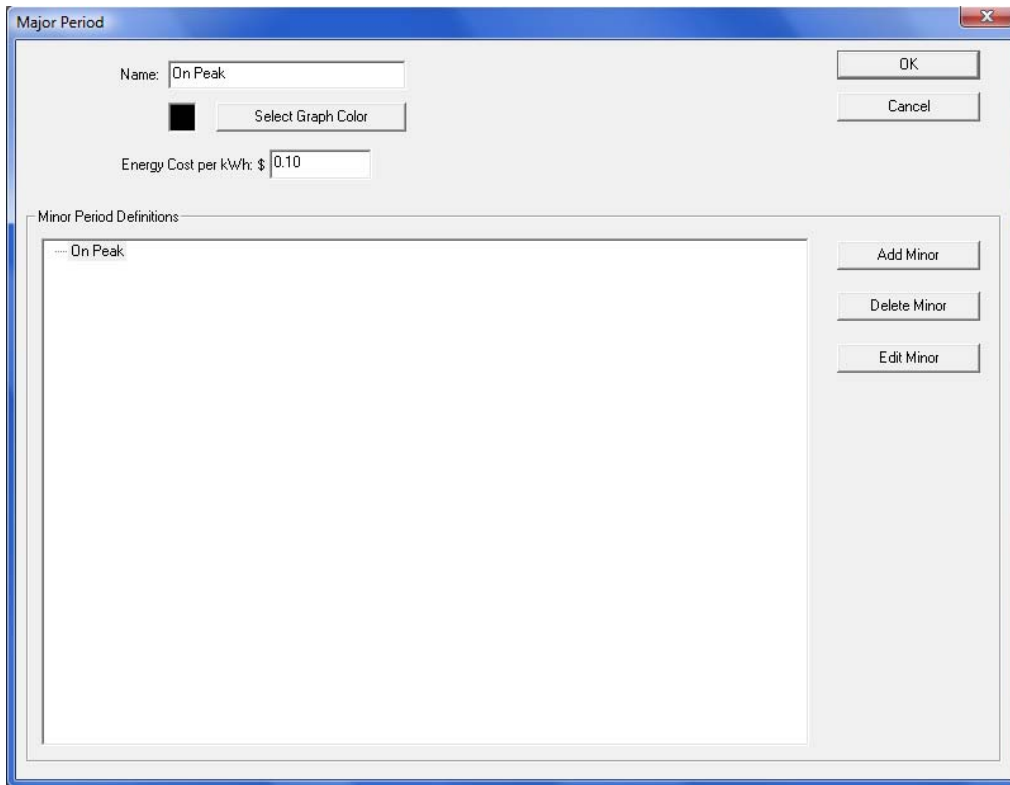 Major Period
Name: On Peak
OK
Select Graph Color
Cancel
Energy Cost per kWh: $ 0.10
Minor Period Definitions
On Peak
Add Minor
Delete Minor
Edit Minor